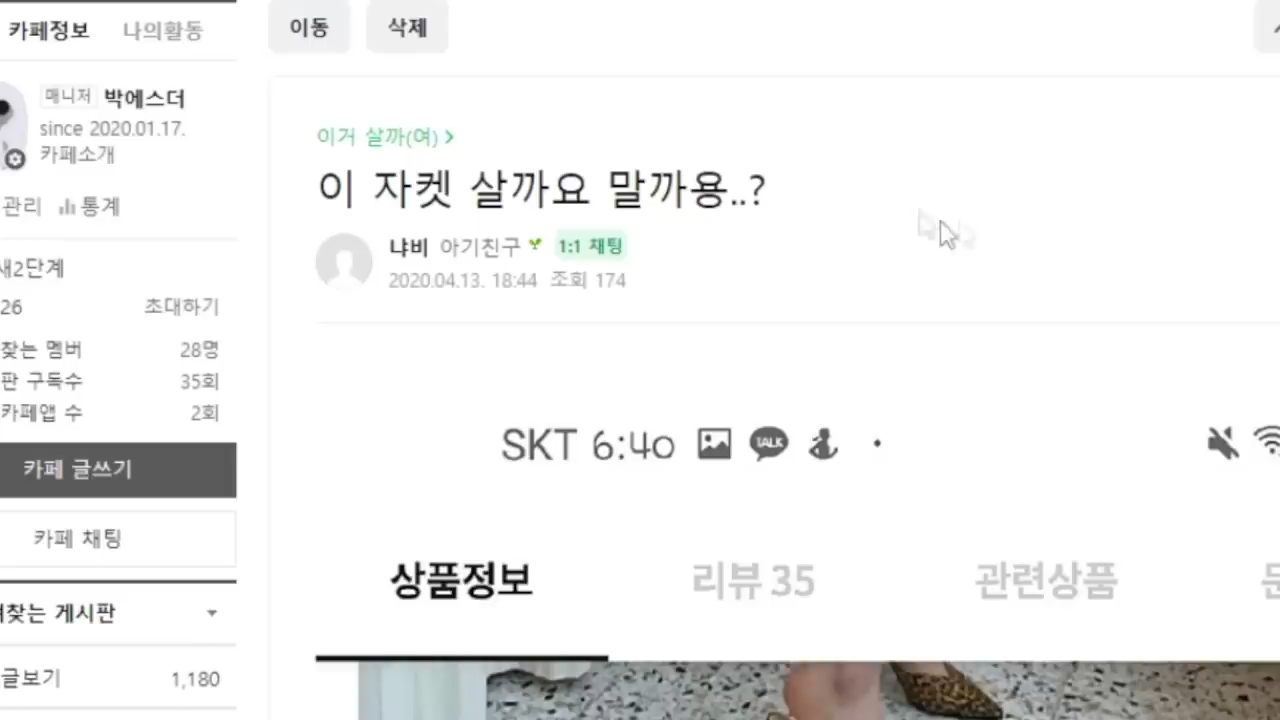 카페정보 나의활동
매니저 박에스더
since 2020.01.17.
카페소개
관리 통계
새2단계
26 초대하기
찾는 멤버 28명
판 구독수 35회
카페앱 수 2회
카페 글쓰기
카페 채팅
찾는 게시판
글보기 1,180
이동 삭제
이거 살까(여) >
이 자켓 살까요 말까용..?
냐비 아기친구 1:1 채팅
2020.04.13. 18:44 조회 174
SKT 6:40 TALK
상품정보 리뷰 35 관련상품